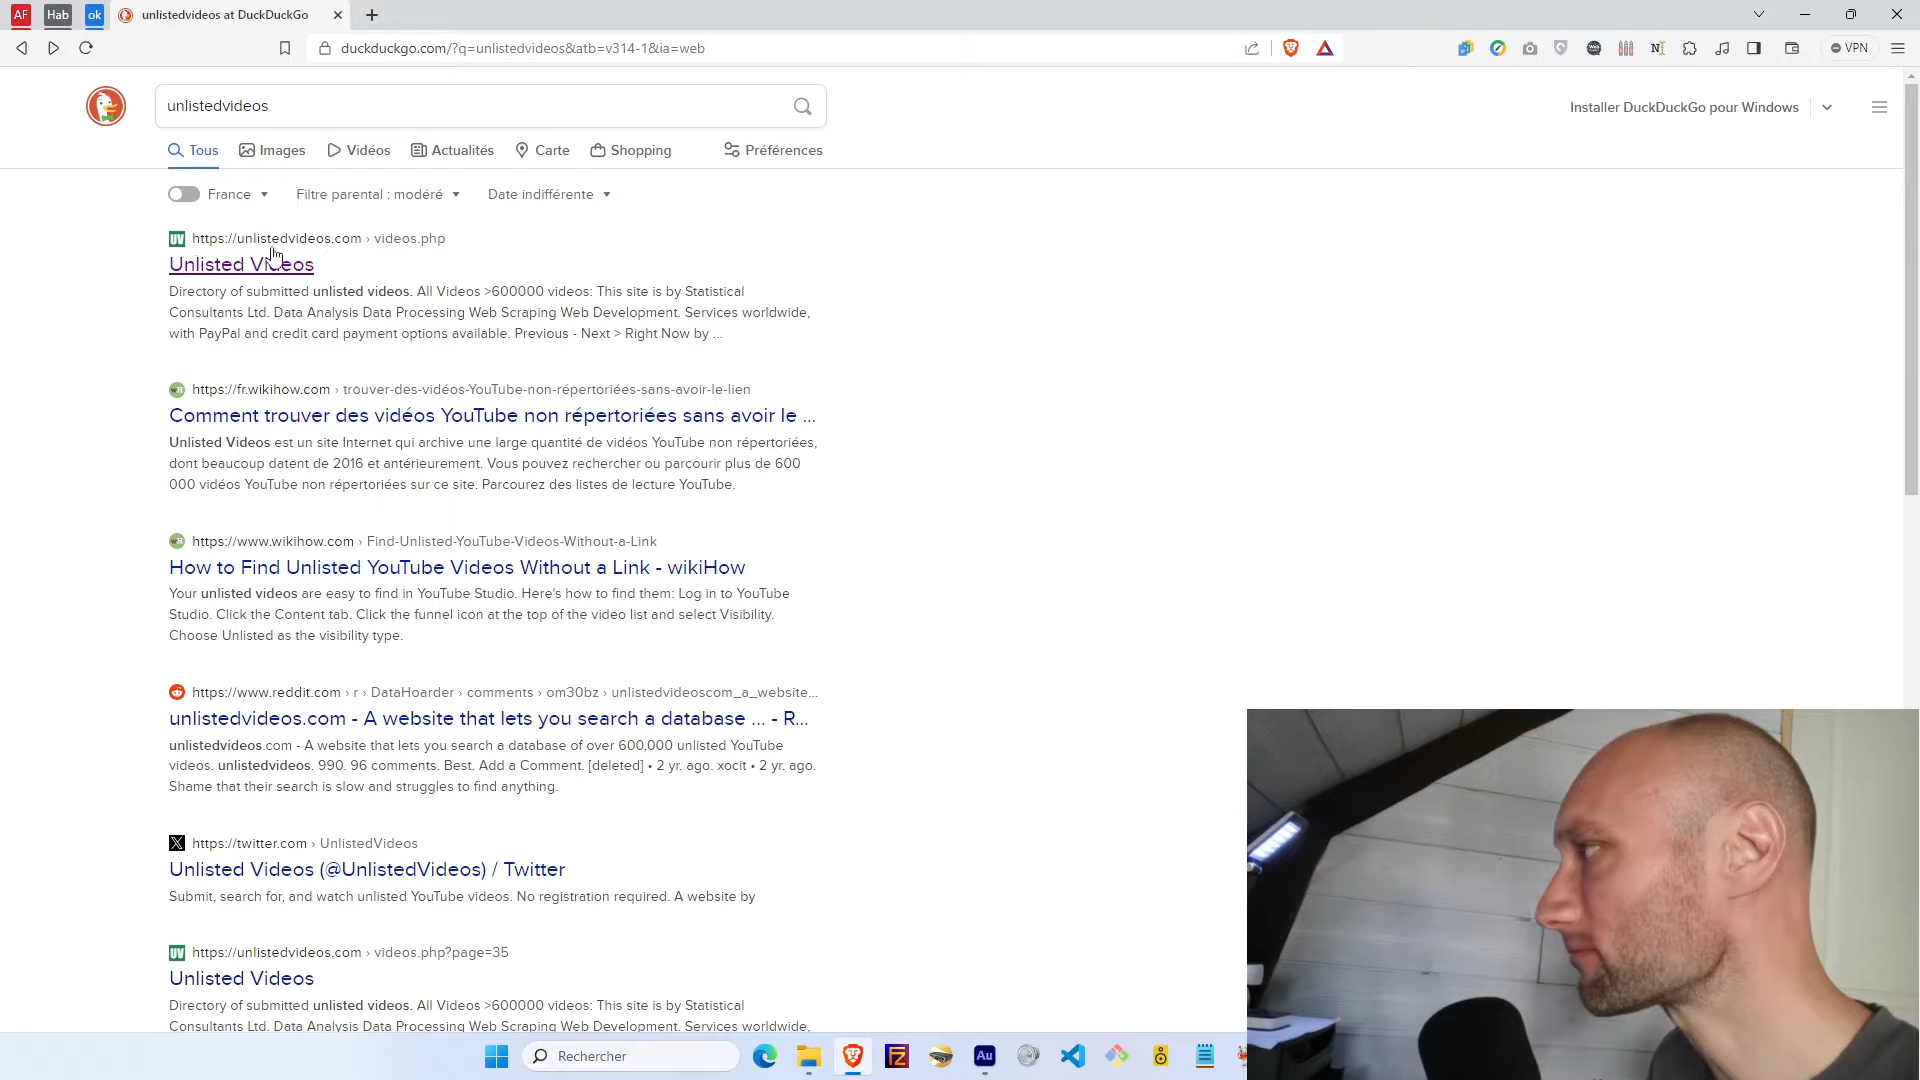 AF
Hab
ok
unlistedvideos at DuckDuckGo
duckduckgo.com/?q=unlistedvideos&atb=v314-1&ia=web
VPN
unlistedvideos
Installer DuckDuckGo pour Windows
Tous
Images
Vidéos
Actualités
Carte
Shopping
Préférences
France
Filtre parental : modéré
Date indifférente
UV https://unlistedvideos.com › videos.php
Unlisted Videos
Directory of submitted unlisted videos. All Videos >600000 videos: This site is by Statistical
Consultants Ltd. Data Analysis Data Processing Web Scraping Web Development. Services worldwide,
with PayPal and credit card payment options available. Previous - Next > Right Now by ...
https://fr.wikihow.com › trouver-des-vidéos-YouTube-non-répertoriées-sans-avoir-le-lien
Comment trouver des vidéos YouTube non répertoriées sans avoir le ...
Unlisted Videos est un site Internet qui archive une large quantité de vidéos YouTube non répertoriées,
dont beaucoup datent de 2016 et antérieurement. Vous pouvez rechercher ou parcourir plus de 600
000 vidéos YouTube non répertoriées sur ce site. Parcourez des listes de lecture YouTube.
https://www.wikihow.com › Find-Unlisted-YouTube-Videos-Without-a-Link
How to Find Unlisted YouTube Videos Without a Link - wikiHow
Your unlisted videos are easy to find in YouTube Studio. Here's how to find them: Log in to YouTube
Studio. Click the Content tab. Click the funnel icon at the top of the video list and select Visibility.
Choose Unlisted as the visibility type.
https://www.reddit.com › r › DataHoarder › comments › om30bz › unlistedvideoscom_a_website...
unlistedvideos.com - A website that lets you search a database ... - R...
unlistedvideos.com - A website that lets you search a database of over 600,000 unlisted YouTube
videos. unlistedvideos. 990. 96 comments. Best. Add a Comment. [deleted] • 2 yr. ago. xocit • 2 yr. ago.
Shame that their search is slow and struggles to find anything.
https://twitter.com › UnlistedVideos
Unlisted Videos (@UnlistedVideos) / Twitter
Submit, search for, and watch unlisted YouTube videos. No registration required. A website by
UV https://unlistedvideos.com › videos.php?page=35
Unlisted Videos
Directory of submitted unlisted videos. All Videos >600000 videos: This site is by Statistical
Consultants Ltd. Data Analysis Data Processing Web Scraping Web Development. Services worldwide,
Rechercher
Au